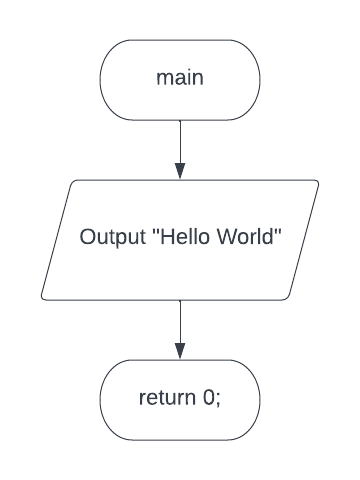 main
Output "Hello World"
return 0;